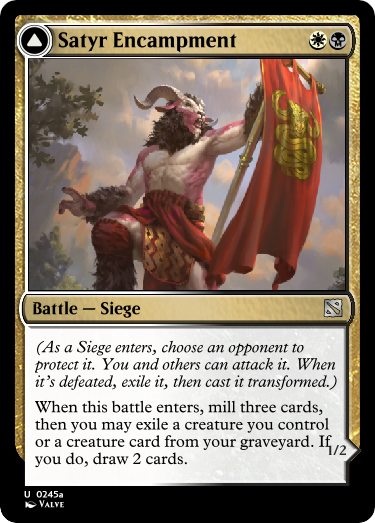 Satyr Encampment
Battle — Siege
(As a Siege enters, choose an opponent to
protect it. You and others can attack it. When
it's defeated, exile it, then cast it transformed.)
When this battle enters, mill three cards,
then you may exile a creature you control
or a creature card from your graveyard. If
you do, draw 2 cards.
1/2
U 0245a
Valve